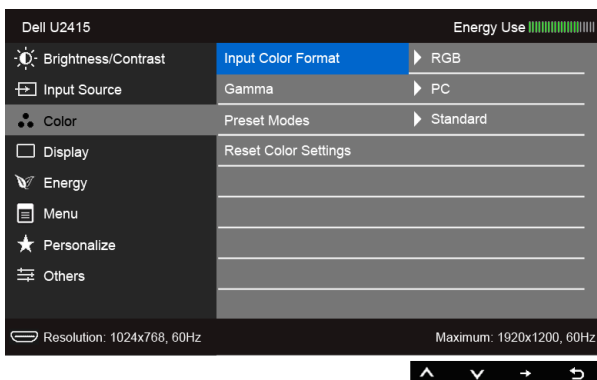 Dell U2415 Energy Use
Brightness/Contrast Input Color Format RGB
Input Source Gamma PC
Color Preset Modes Standard
Display Reset Color Settings
Energy
Menu
Personalize
Others
Resolution: 1024x768, 60Hz Maximum: 1920x1200, 60Hz